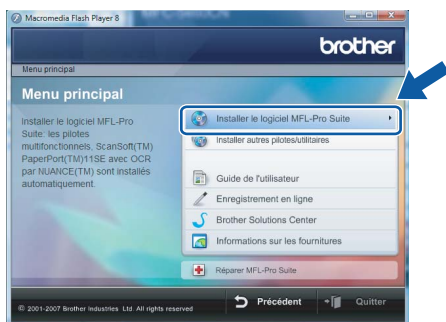 Macromedia Flash Player 8
brother
Menu principal
Menu principal
Installer le logiciel MFL-Pro
Suite: les pilotes
multifonctionnels, ScanSoft(TM)
PaperPort(TM)11SE avec OCR
par NUANCE(TM) sont installés
automatiquement.
Installer le logiciel MFL-Pro Suite
Installer autres pilotes/utilitaires
Guide de l'utilisateur
Enregistrement en ligne
Brother Solutions Center
Informations sur les fournitures
Réparer MFL-Pro Suite
© 2001-2007 Brother Industries Ltd. All rights reserved
Précédent
Quitter